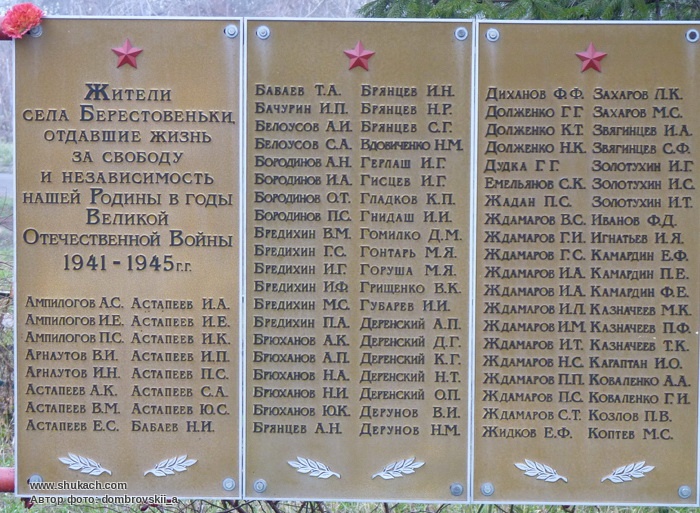 Жители
села Берестовеньки,
отдавшие жизнь
за свободу
и независимость
нашей Родины в годы
Великой
Отечественной Войны
1941 - 1945 г.г.
Ампилогов А.С. Астапеев И.А.
Ампилогов И.Е. Астапеев И.Е.
Ампилогов П.С. Астапеев И.К.
Арнаутов В.И. Астапеев И.П.
Арнаутов И.Н. Астапеев П.С.
Астапеев А.К. Астапеев С.А.
Астапеев В.М. Астапеев Ю.С.
Астапеев Е.С. Бабаев Н.И.
Баваев Т.А. Брянцев И.Н.
Бачурин И.П. Брянцев Н.Р.
Белоусов А.И. Брянцев С.Г.
Белоусов С.А. Вдовиченко Н.М.
Бородинов А.Н. Герлаш И.Г.
Бородинов И.А. Гисцев И.Г.
Бородинов О.Т. Гладков К.П.
Бородинов П.С. Гнидаш И.И.
Бредихин В.М. Гомилко Д.М.
Бредихин Г.С. Гонтарь М.Я.
Бредихин И.Г. Горуша М.Я.
Бредихин И.Ф. Грищенко В.К.
Бредихин М.С. Губарев И.И.
Бредихин П.А. Деренский А.П.
Брюханов А.К. Деренский Д.Г.
Брюханов А.П. Деренский К.Г.
Брюханов Н.А. Деренский Н.Т.
Брюханов Н.И. Деренский О.П.
Брюханов Ю.К. Дерунов В.И.
Брянцев А.Н. Дерунов Н.М.
Диханов Ф.Ф. Захаров Л.К.
Долженко Г.Г. Захаров М.С.
Долженко К.Т. Звягинцев И.А.
Долженко Н.К. Звягинцев С.Ф.
Дудка Г.Г. Золотухин И.Г.
Емельянов С.К. Золотухин И.С.
Жадан П.С. Золотухин И.Т.
Ждамаров В.С. Иванов Ф.Д.
Ждамаров Г.И. Игнатьев И.Я.
Ждамаров Г.С. Камардин Е.Ф.
Ждамаров И.А. Камардин П.Е.
Ждамаров И.А. Камардин Ф.Е.
Ждамаров И.Л. Казначеев М.К.
Ждамаров И.М. Казначеев П.Ф.
Ждамаров И.Т. Казначеев Т.К.
Ждамаров Н.С. Караптан И.О.
Ждамаров П.П. Коваленко А.А.
Ждамаров П.С. Коваленко Г.И.
Ждамаров С.Т. Козлов П.В.
Жидков Е.Ф. Коптев М.С.
www.shukach.com
Автор фото: dombrovskii_a